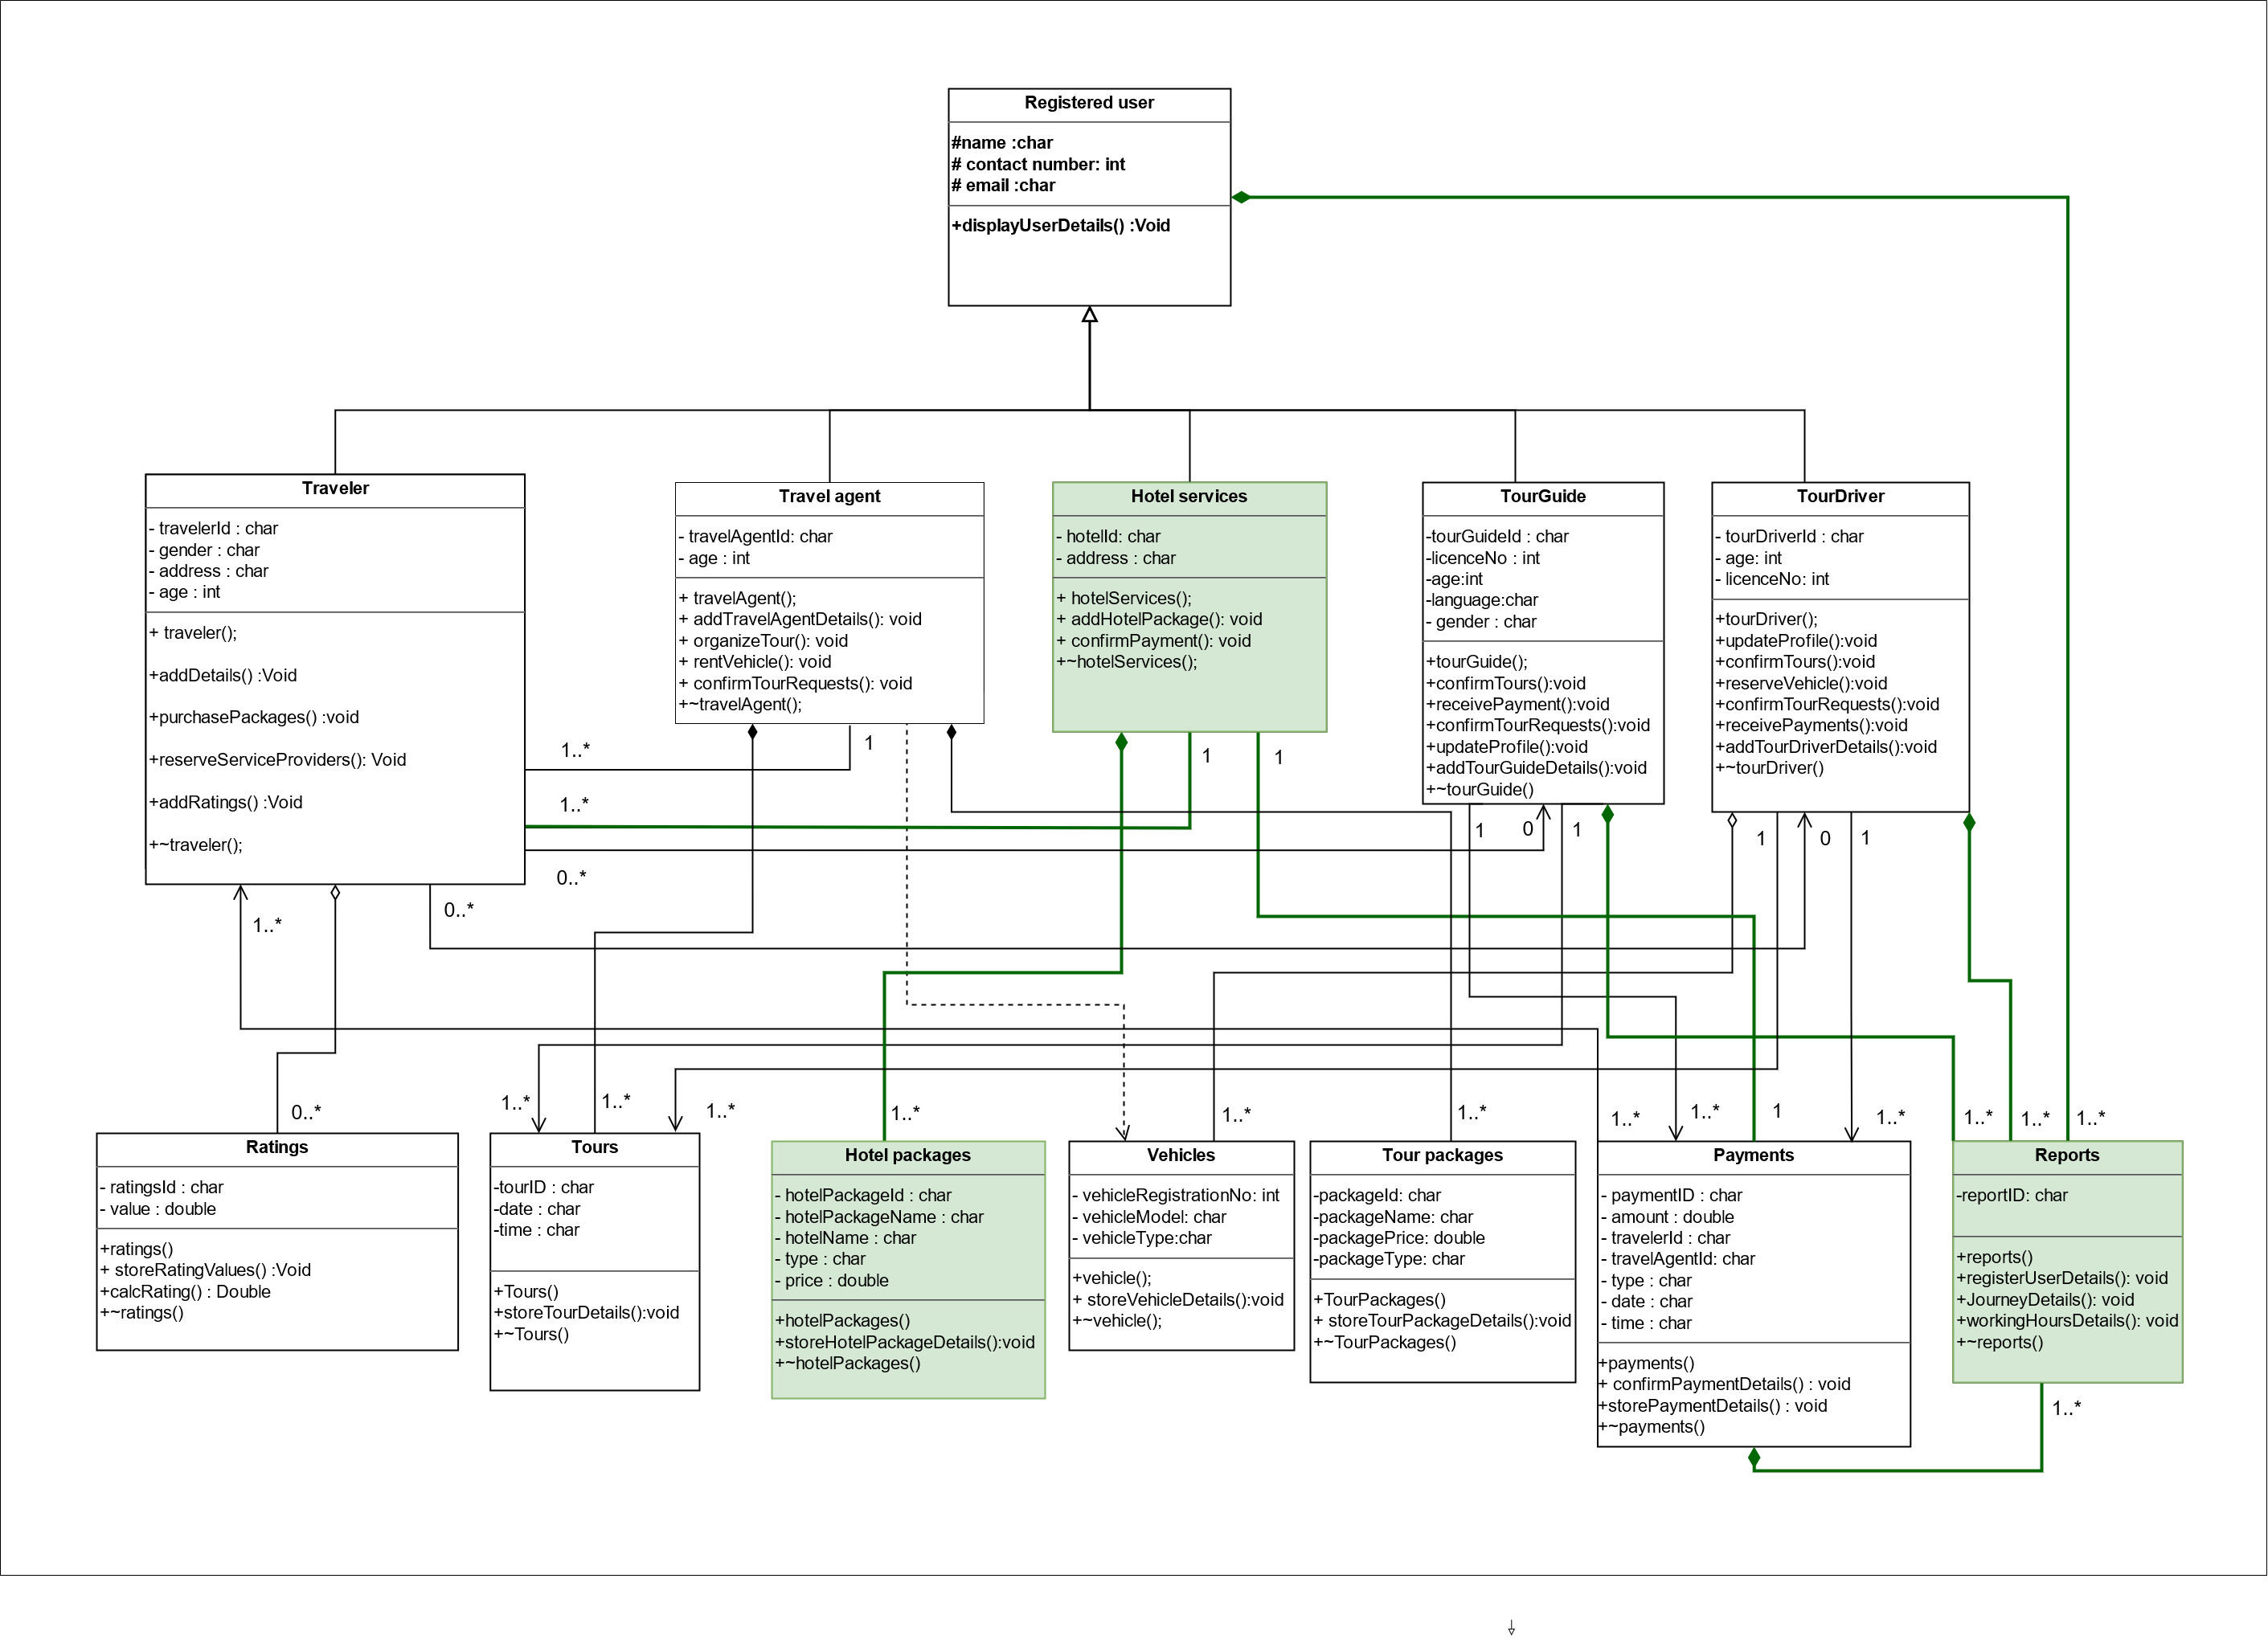 Registered user
#name :char
# contact number: int
# email :char
+displayUserDetails() :Void
Traveler
- travelerId : char
- gender : char
- address : char
- age : int
+ traveler();
+addDetails() :Void
+purchasePackages() :void
+reserveServiceProviders(): Void
+addRatings() :Void
+~traveler();
Travel agent
- travelAgentId: char
- age : int
+ travelAgent();
+ addTravelAgentDetails(): void
+ organizeTour(): void
+ rentVehicle(): void
+ confirmTourRequests(): void
+~travelAgent();
Hotel services
- hotelId: char
- address : char
+ hotelServices();
+ addHotelPackage(): void
+ confirmPayment(): void
+~hotelServices();
TourGuide
-tourGuideId : char
-licenceNo : int
-age:int
-language:char
- gender : char
+tourGuide();
+confirmTours():void
+receivePayment():void
+confirmTourRequests():void
+updateProfile():void
+addTourGuideDetails():void
+~tourGuide()
TourDriver
- tourDriverId : char
- age: int
- licenceNo: int
+tourDriver();
+updateProfile():void
+confirmTours():void
+reserveVehicle():void
+confirmTourRequests():void
+receivePayments():void
+addTourDriverDetails():void
+~tourDriver()
1..*
1
1
1
1..*
1
0
1
1
0
1
0..*
0..*
1..*
0..*
1..*
1..*
1..*
1..*
1..*
1..*
1..*
1..*
1
1..*
1..*
1..*
1..*
Ratings
- ratingsId : char
- value : double
+ratings()
+ storeRatingValues() :Void
+calcRating() : Double
+~ratings()
Tours
-tourID : char
-date : char
-time : char
+Tours()
+storeTourDetails():void
+~Tours()
Hotel packages
- hotelPackageId : char
- hotelPackageName : char
- hotelName : char
- type : char
- price : double
+hotelPackages()
+storeHotelPackageDetails():void
+~hotelPackages()
Vehicles
- vehicleRegistrationNo: int
- vehicleModel: char
- vehicleType:char
+vehicle();
+ storeVehicleDetails():void
+~vehicle();
Tour packages
-packageId: char
-packageName: char
-packagePrice: double
-packageType: char
+TourPackages()
+ storeTourPackageDetails():void
+~TourPackages()
Payments
- paymentID : char
- amount : double
- travelerId : char
- travelAgentId: char
- type : char
- date : char
- time : char
+payments()
+ confirmPaymentDetails() : void
+storePaymentDetails() : void
+~payments()
Reports
-reportID: char
+reports()
+registerUserDetails(): void
+JourneyDetails(): void
+workingHoursDetails(): void
+~reports()
1..*